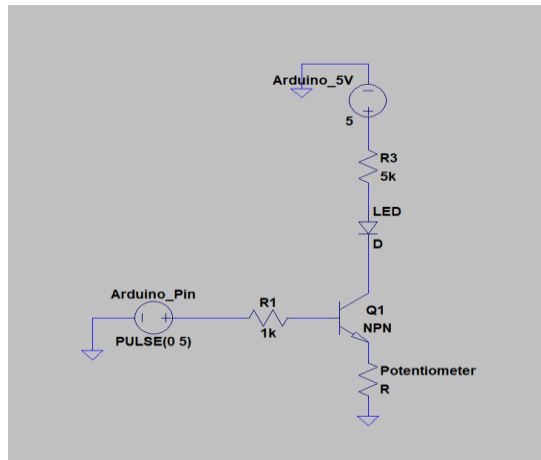 Arduino_5V
5
R3
5k
LED
D
Arduino_Pin
PULSE(0 5)
R1
1k
Q1
NPN
Potentiometer
R